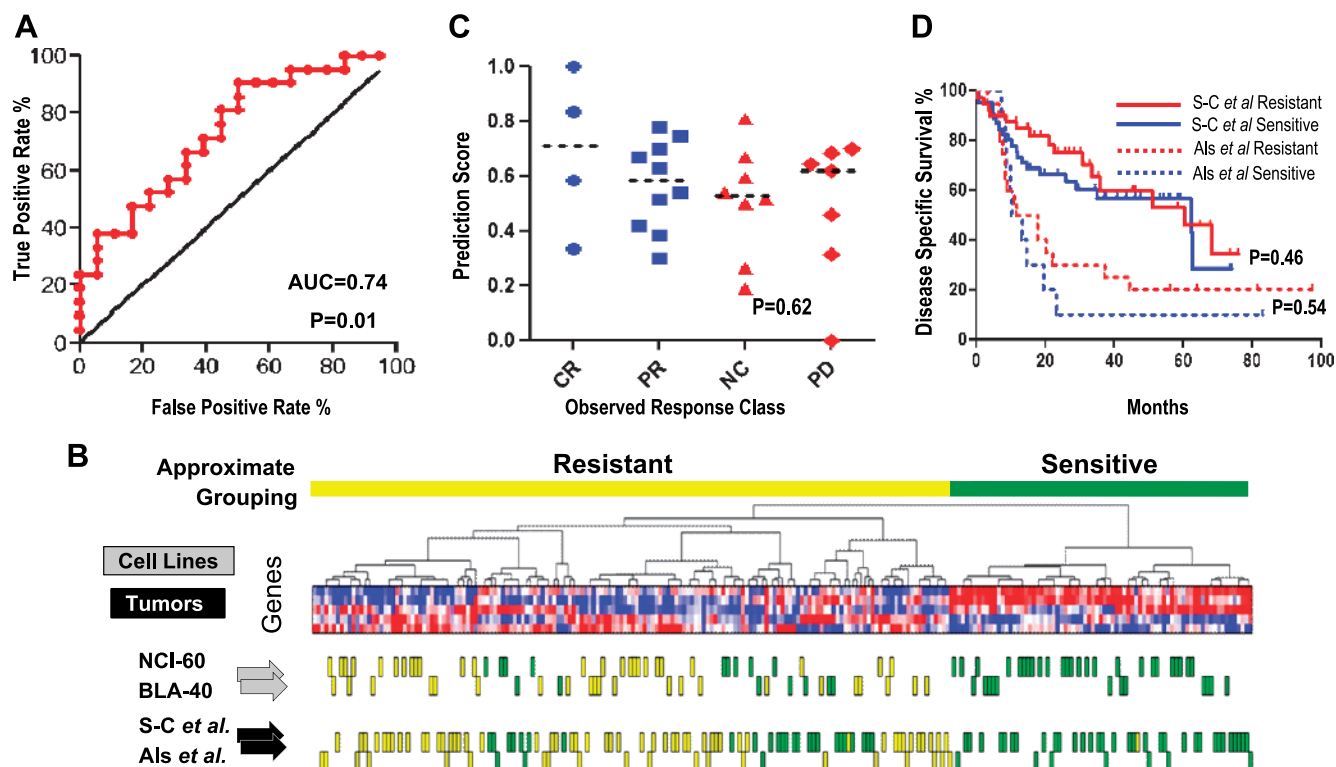 A
True Positive Rate %
100
80
60
40
20
0
0 20 40 60 80 100
AUC=0.74
P=0.01
False Positive Rate %
C
Prediction Score
1.0
0.8
0.6
0.4
0.2
0.0
P=0.62
CR PR NC PD
Observed Response Class
D
Disease Specific Survival %
100
80
60
40
20
0 20 40 60 80 100
S-C et al Resistant
S-C et al Sensitive
Als et al Resistant
Als et al Sensitive
P=0.46
P=0.54
Months
B
Approximate
Grouping
Resistant
Sensitive
Cell Lines
Tumors
Genes
NCI-60
BLA-40
S-C et al.
Als et al.